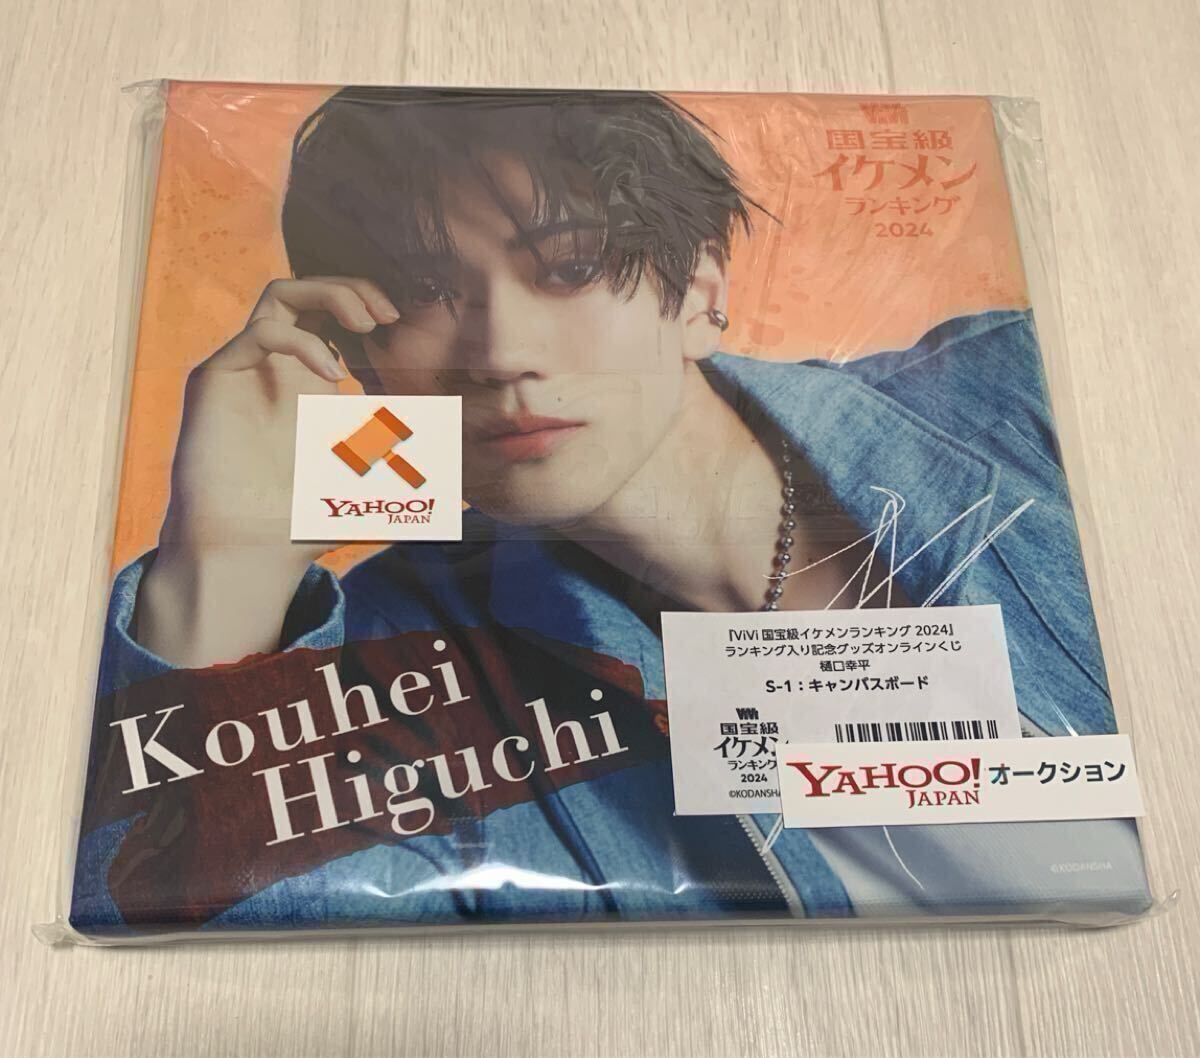 ViVi
国宝級
イケメン
ランキング
2024
YAHOO!
JAPAN
Kouhei
Higuchi
『ViVi 国宝級イケメンランキング 2024』
ランキング入り記念グッズオンラインくじ
樋口幸平
S-1:キャンバスボード
ViVi
国宝級
イケメン
ランキング
2024
©KODANSHA
YAHOO! オークション
JAPAN
©KODANSHA